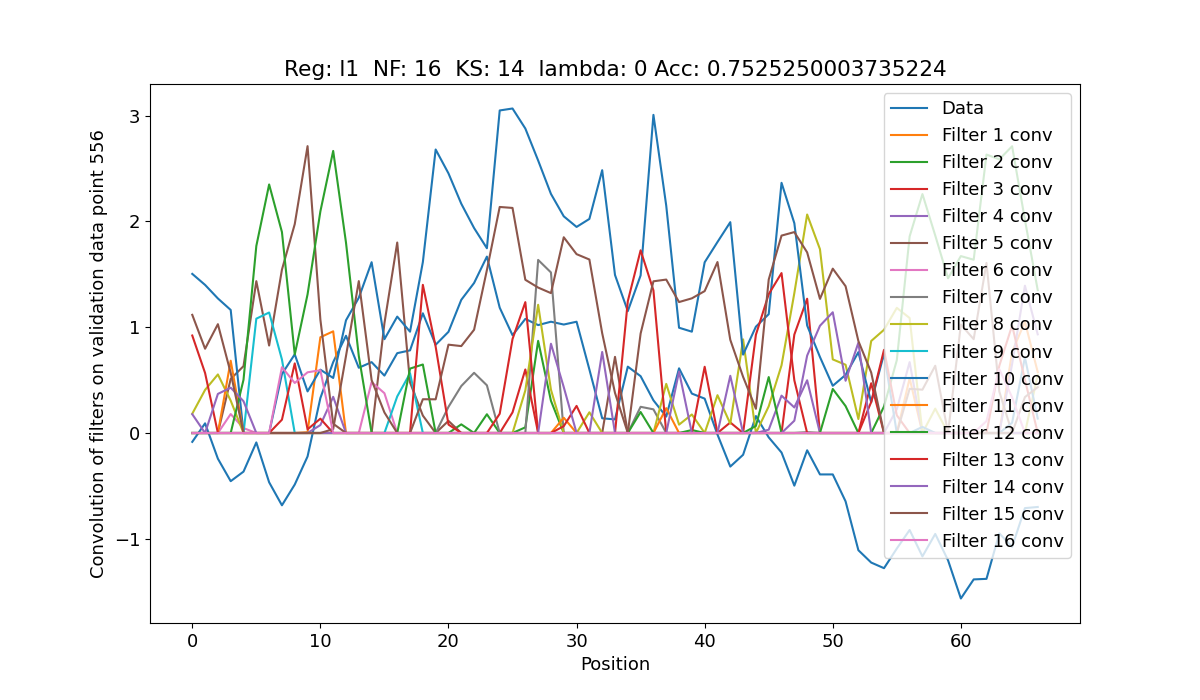 Reg: l1 NF: 16 KS: 14 lambda: 0 Acc: 0.7525250003735224
Convolution of filters on validation data point 556
3
2
1
0
−1
0 10 20 30 40 50 60
Position
Data
Filter 1 conv
Filter 2 conv
Filter 3 conv
Filter 4 conv
Filter 5 conv
Filter 6 conv
Filter 7 conv
Filter 8 conv
Filter 9 conv
Filter 10 conv
Filter 11 conv
Filter 12 conv
Filter 13 conv
Filter 14 conv
Filter 15 conv
Filter 16 conv